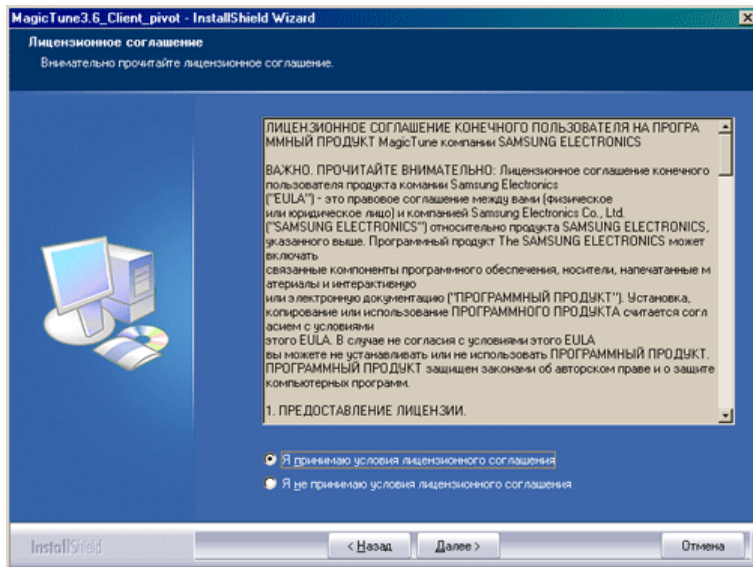 MagicTune3.6_Client_pivot - InstallShield Wizard
Лицензионное соглашение
Внимательно прочитайте лицензионное соглашение.
ЛИЦЕНЗИОННОЕ СОГЛАШЕНИЕ КОНЕЧНОГО ПОЛЬЗОВАТЕЛЯ НА ПРОГРА
ММНЫЙ ПРОДУКТ MagicTune компании SAMSUNG ELECTRONICS
ВАЖНО. ПРОЧИТАЙТЕ ВНИМАТЕЛЬНО: Лицензионное соглашение конечного
пользователя продукта комании Samsung Electronics
("EULA") - это правовое соглашение между вами (физическое
или юридическое лицо) и компанией Samsung Electronics Co., Ltd.
("SAMSUNG ELECTRONICS") относительно продукта SAMSUNG ELECTRONICS,
указанного выше. Программный продукт The SAMSUNG ELECTRONICS может
включать
связанные компоненты программного обеспечения, носители, напечатанные м
атериалы и интерактивную
или электронную документацию ("ПРОГРАММНЫЙ ПРОДУКТ"). Установка,
копирование или использование ПРОГРАММНОГО ПРОДУКТА считается согл
асием с условиями
этого EULA. В случае не согласия с условиями этого EULA
вы можете не устанавливать или не использовать ПРОГРАММНЫЙ ПРОДУКТ.
ПРОГРАММНЫЙ ПРОДУКТ защищен законами об авторском праве и о защите
компьютерных программ.
1. ПРЕДОСТАВЛЕНИЕ ЛИЦЕНЗИИ.
Я принимаю условия лицензионного соглашения
Я не принимаю условия лицензионного соглашения
InstallShield
< Назад
Далее >
Отмена